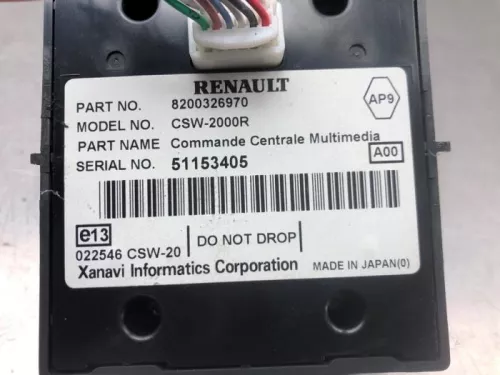 RENAULT
PART NO. 8200326970
AP9
MODEL NO. CSW-2000R
PART NAME Commande Centrale Multimedia
SERIAL NO. 51153405
A00
e13
022546 CSW-20
DO NOT DROP
Xanavi Informatics Corporation MADE IN JAPAN(0)